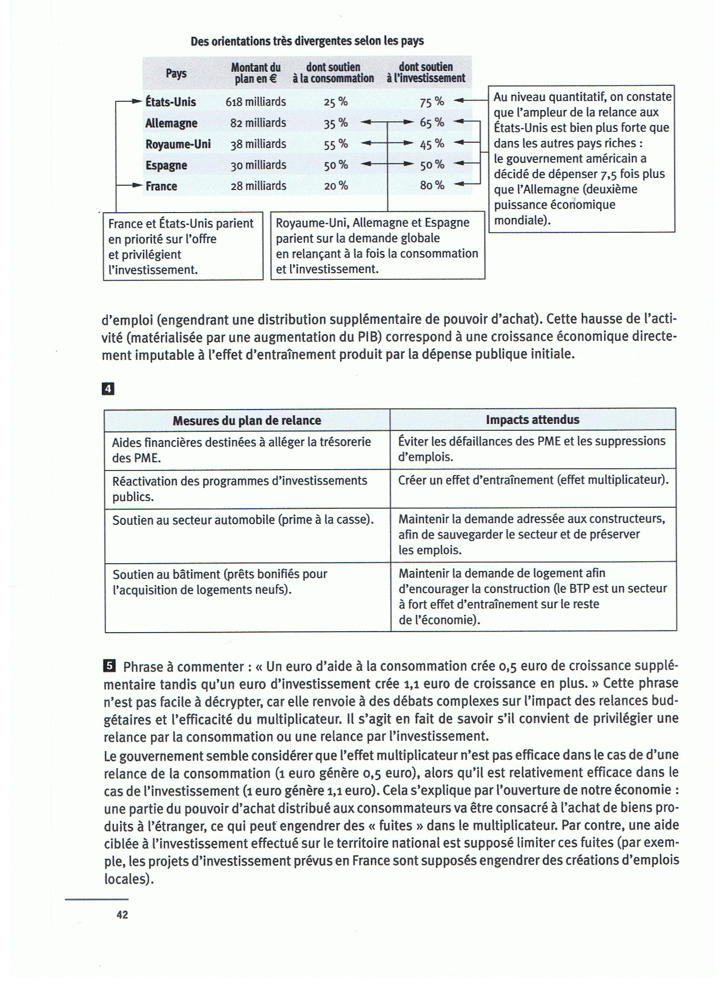 Des orientations très divergentes selon les pays
Pays
Montant du
plan en €
dont soutien
à la consommation
dont soutien
à l'investissement
États-Unis 618 milliards 25 % 75 %
Allemagne 82 milliards 35 % 65 %
Royaume-Uni 38 milliards 55 % 45 %
Espagne 30 milliards 50 % 50 %
France 28 milliards 20 % 80 %
Au niveau quantitatif, on constate
que l'ampleur de la relance aux
États-Unis est bien plus forte que
dans les autres pays riches :
le gouvernement américain a
décidé de dépenser 7,5 fois plus
que l'Allemagne (deuxième
puissance économique
mondiale).
France et États-Unis parient
en priorité sur l'offre
et privilégient
l'investissement.
Royaume-Uni, Allemagne et Espagne
parient sur la demande globale
en relançant à la fois la consommation
et l'investissement.
d'emploi (engendrant une distribution supplémentaire de pouvoir d'achat). Cette hausse de l'acti-
vité (matérialisée par une augmentation du PIB) correspond à une croissance économique directe-
ment imputable à l'effet d'entraînement produit par la dépense publique initiale.
4
Mesures du plan de relance
Impacts attendus
Aides financières destinées à alléger la trésorerie
des PME.
Éviter les défaillances des PME et les suppressions
d'emplois.
Réactivation des programmes d'investissements
publics.
Créer un effet d'entraînement (effet multiplicateur).
Soutien au secteur automobile (prime à la casse).
Maintenir la demande adressée aux constructeurs,
afin de sauvegarder le secteur et de préserver
les emplois.
Soutien au bâtiment (prêts bonifiés pour
l'acquisition de logements neufs).
Maintenir la demande de logement afin
d'encourager la construction (le BTP est un secteur
à fort effet d'entraînement sur le reste
de l'économie).
5 Phrase à commenter : « Un euro d'aide à la consommation crée 0,5 euro de croissance supplé-
mentaire tandis qu'un euro d'investissement crée 1,1 euro de croissance en plus. » Cette phrase
n'est pas facile à décrypter, car elle renvoie à des débats complexes sur l'impact des relances bud-
gétaires et l'efficacité du multiplicateur. Il s'agit en fait de savoir s'il convient de privilégier une
relance par la consommation ou une relance par l'investissement.
Le gouvernement semble considérer que l'effet multiplicateur n'est pas efficace dans le cas de d'une
relance de la consommation (1 euro génère 0,5 euro), alors qu'il est relativement efficace dans le
cas de l'investissement (1 euro génère 1,1 euro). Cela s'explique par l'ouverture de notre économie :
une partie du pouvoir d'achat distribué aux consommateurs va être consacré à l'achat de biens pro-
duits à l'étranger, ce qui peut engendrer des « fuites » dans le multiplicateur. Par contre, une aide
ciblée à l'investissement effectué sur le territoire national est supposé limiter ces fuites (par exem-
ple, les projets d'investissement prévus en France sont supposés engendrer des créations d'emplois
locales).
42